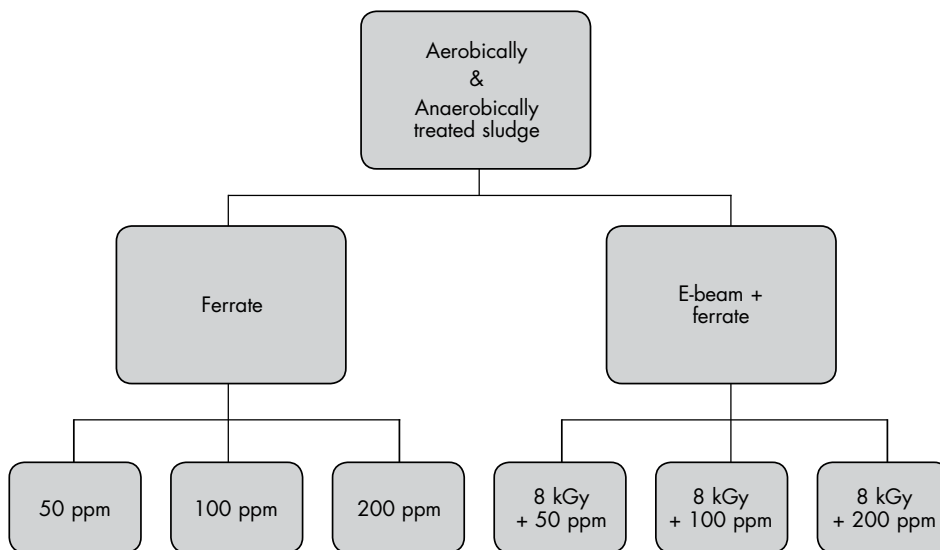 Aerobically
&
Anaerobically
treated sludge
Ferrate
E-beam +
ferrate
50 ppm
100 ppm
200 ppm
8 kGy
+ 50 ppm
8 kGy
+ 100 ppm
8 kGy
+ 200 ppm